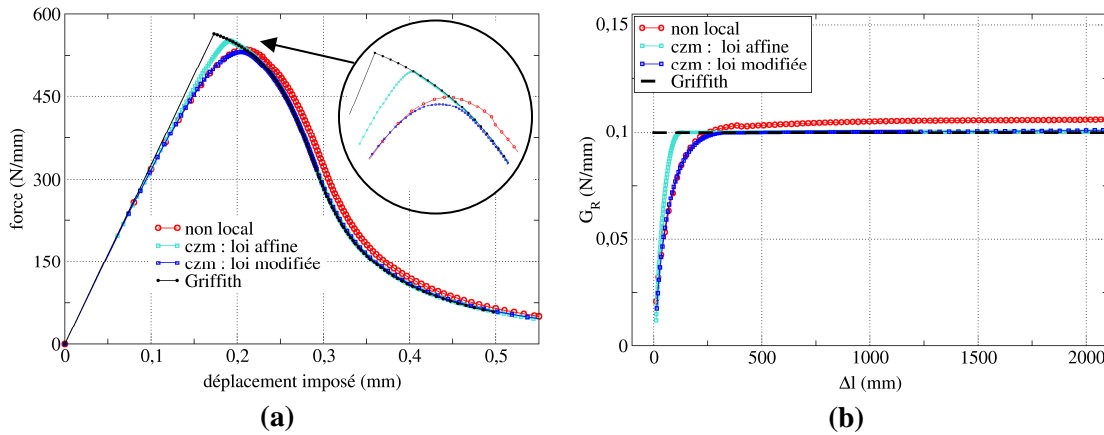 600
450
300
150
0
force (N/mm)
non local
czm : loi affine
czm : loi modifiée
Griffith
0
0,1
0,2
0,3
0,4
0,5
déplacement imposé (mm)
(a)
0,15
0,1
0,05
0
G_R (N/mm)
non local
czm : loi affine
czm : loi modifiée
Griffith
0
500
1000
1500
2000
Δl (mm)
(b)